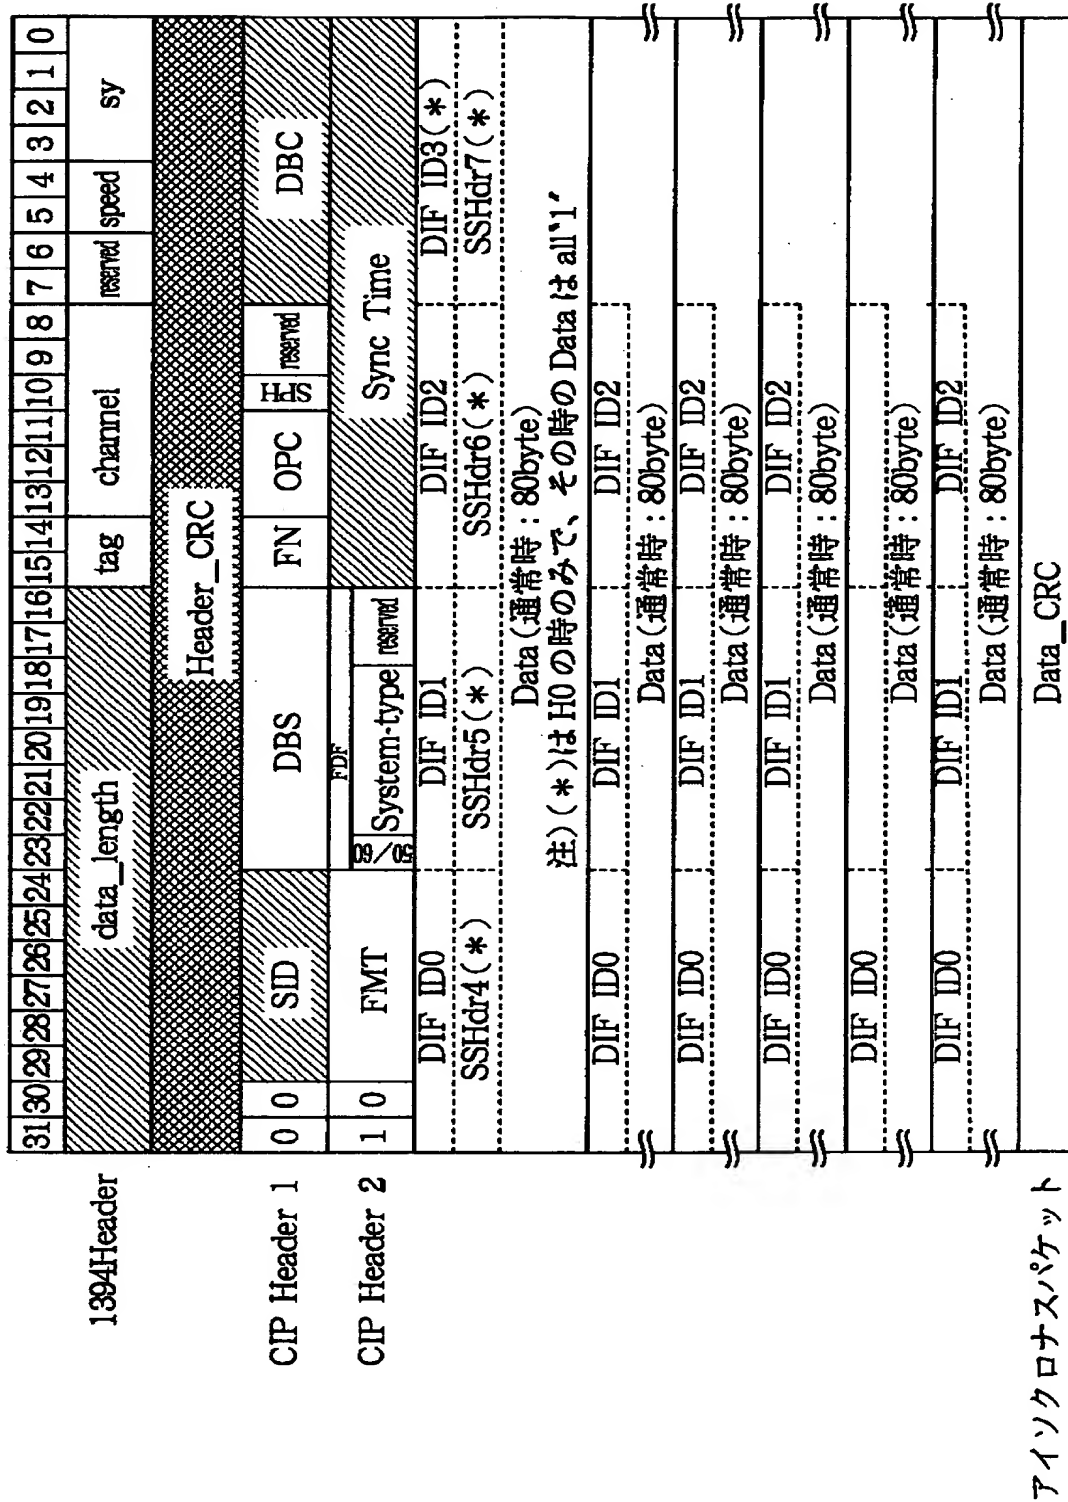 31 30 29 28 27 26 25 24 23 22 21 20 19 18 17 16 15 14 13 12 11 10 9 8 7 6 5 4 3 2 1 0
1394Header
data_length tag channel reserved speed sy
Header_CRC
CIP Header 1
0 0 SID DBS FN OPC SPH reserved DBC
CIP Header 2
1 0 FMT FDF 50/60 System-type reserved Sync Time
DIF ID0 DIF ID1 DIF ID2 DIF ID3(*)
SSHdr4(*) SSHdr5(*) SSHdr6(*) SSHdr7(*)
Data(通常時:80byte)
注)(*)はH0の時のみで、その時のDataはall‘1’
DIF ID0 DIF ID1 DIF ID2
Data(通常時:80byte)
DIF ID0 DIF ID1 DIF ID2
Data(通常時:80byte)
DIF ID0 DIF ID1 DIF ID2
Data(通常時:80byte)
DIF ID0
Data(通常時:80byte)
DIF ID0 DIF ID1 DIF ID2
Data(通常時:80byte)
Data_CRC
アイソクロナスパケット